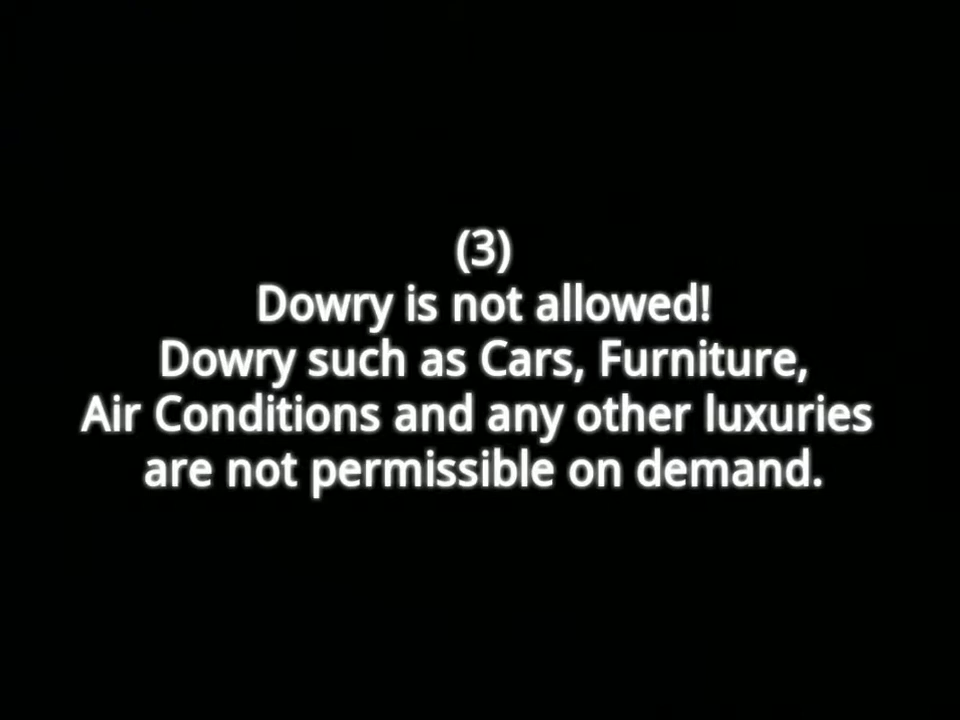 (3)
Dowry is not allowed!
Dowry such as Cars, Furniture,
Air Conditions and any other luxuries
are not permissible on demand.